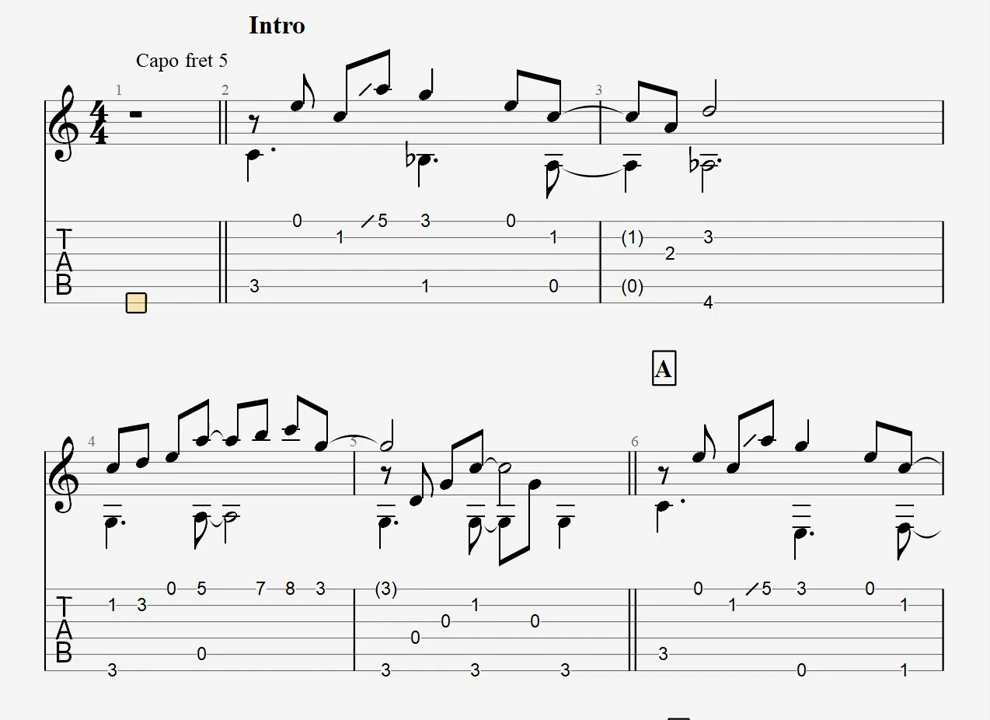 Intro
Capo fret 5
1 2 3
4
4
0 5 3 0
T 1 1 (1) 3
A 2
B 3 1 0 (0)
4
A
4 5 6
0 5 7 8 3 (3) 0 5 3 0
T 1 3 1 1 1
A 0 0
0
B 0 3
3 3 3 3 0 1